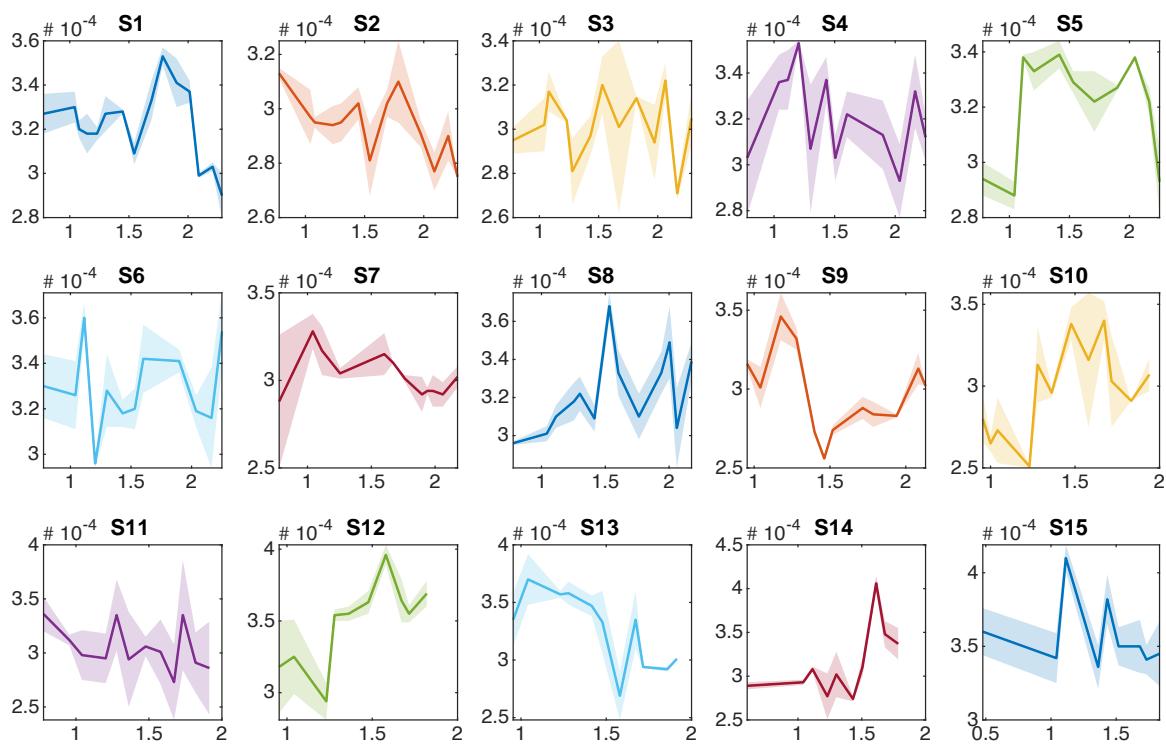 # 10-4 S1
3.6
3.4
3.2
3
2.8
1 1.5 2
# 10-4 S2
3.2
3
2.8
2.6
1 1.5 2
# 10-4 S3
3.4
3.2
3
2.8
2.6
1 1.5 2
# 10-4 S4
3.4
3.2
3
2.8
1 1.5 2
# 10-4 S5
3.4
3.2
3
2.8
1 1.5 2
# 10-4 S6
3.6
3.4
3.2
3
1 1.5 2
# 10-4 S7
3.5
3
2.5
1 1.5 2
# 10-4 S8
3.6
3.4
3.2
3
1 1.5 2
# 10-4 S9
3.5
3
2.5
1 1.5 2
# 10-4 S10
3.5
3
2.5
1 1.5 2
# 10-4 S11
4
3.5
3
2.5
1 1.5 2
# 10-4 S12
4
3.5
3
1 1.5 2
# 10-4 S13
4
3.5
3
2.5
1 1.5 2
# 10-4 S14
4.5
4
3.5
3
2.5
1 1.5 2
# 10-4 S15
4
3.5
3
0.5 1 1.5